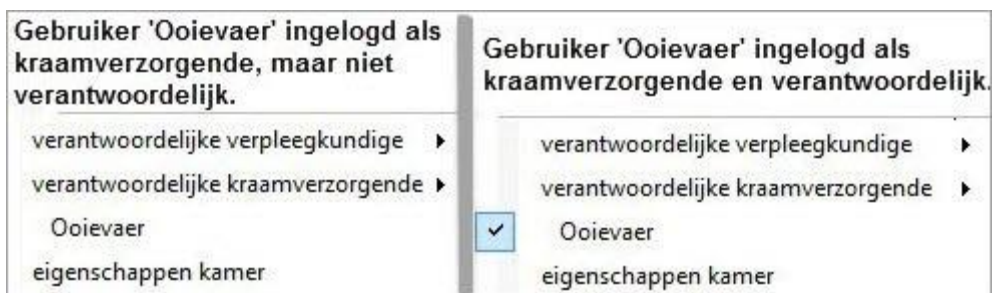 Gebruiker 'Ooievaer' ingelogd als
kraamverzorgende, maar niet
verantwoordelijk.
verantwoordelijke verpleegkundige
verantwoordelijke kraamverzorgende
Ooievaer
eigenschappen kamer
Gebruiker 'Ooievaer' ingelogd als
kraamverzorgende en verantwoordelijk.
verantwoordelijke verpleegkundige
verantwoordelijke kraamverzorgende
Ooievaer
eigenschappen kamer